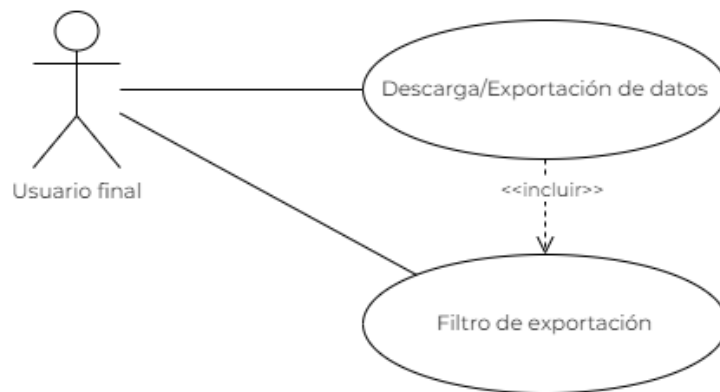 Descarga/Exportación de datos
Usuario final
<<incluir>>
Filtro de exportación